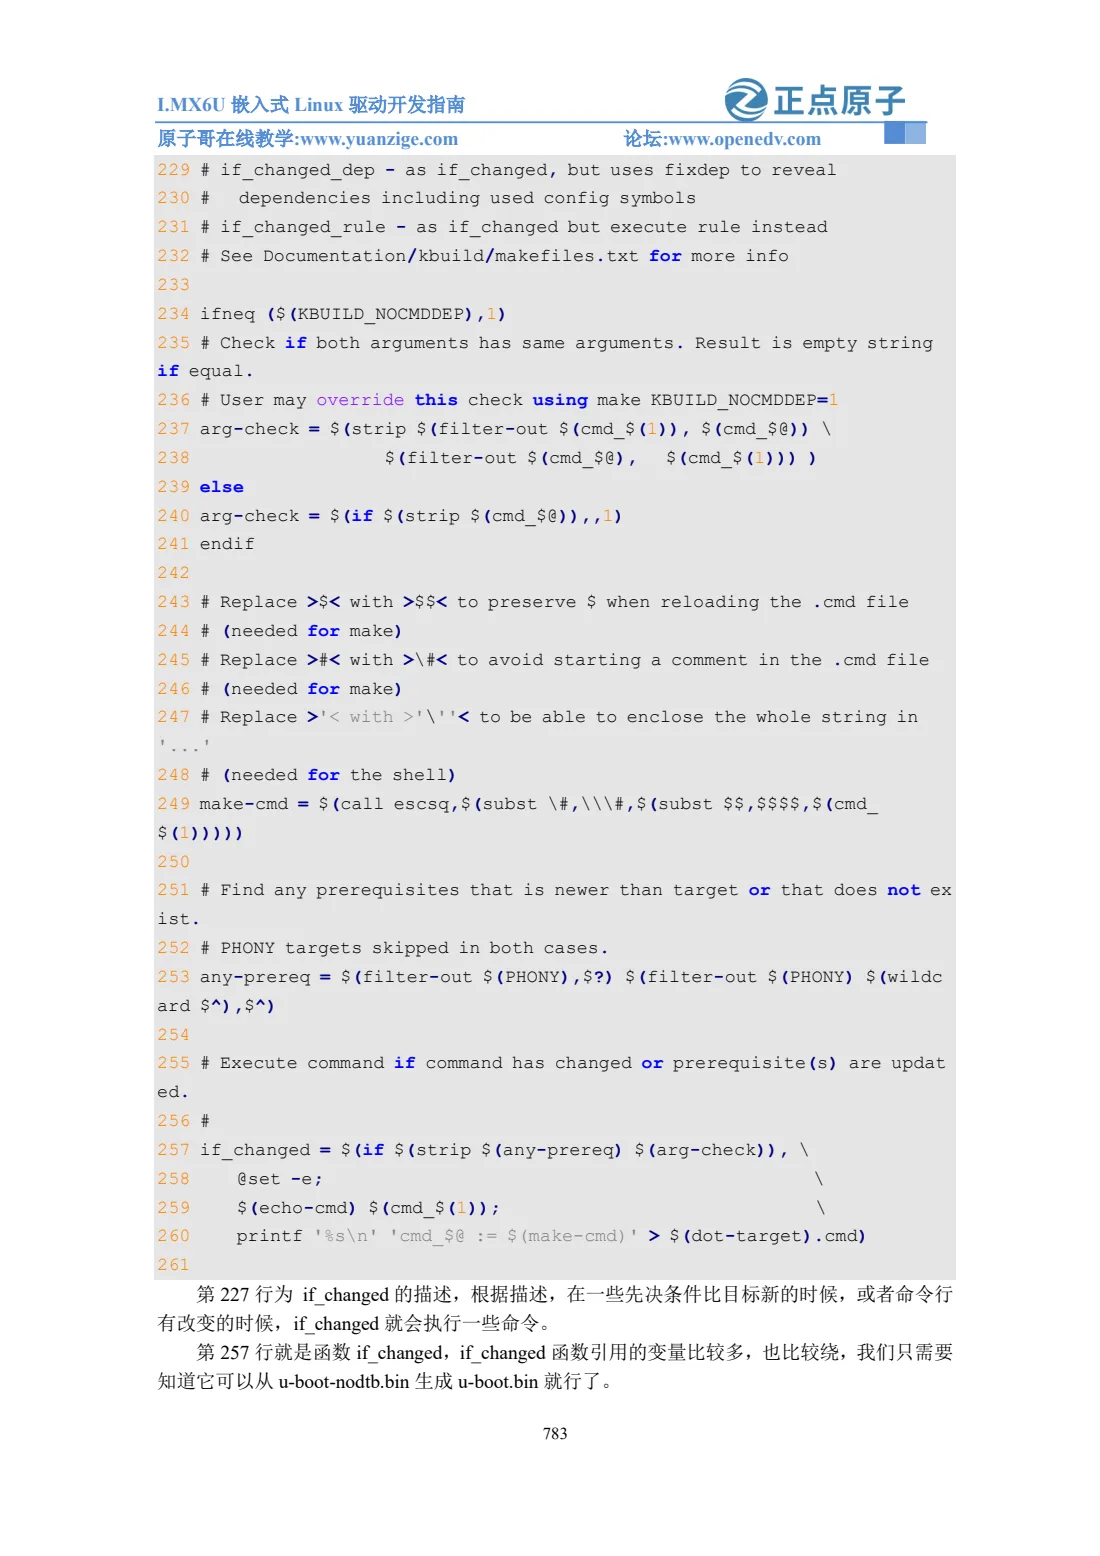 I.MX6U 嵌入式 Linux 驱动开发指南
正点原子
原子哥在线教学:www.yuanzige.com 论坛:www.openedv.com
229 # if_changed_dep - as if_changed, but uses fixdep to reveal
230 #   dependencies including used config symbols
231 # if_changed_rule - as if_changed but execute rule instead
232 # See Documentation/kbuild/makefiles.txt for more info
233
234 ifneq ($(KBUILD_NOCMDDEP),1)
235 # Check if both arguments has same arguments. Result is empty string
if equal.
236 # User may override this check using make KBUILD_NOCMDDEP=1
237 arg-check = $(strip $(filter-out $(cmd_$(1)), $(cmd_$@)) \
238                     $(filter-out $(cmd_$@),   $(cmd_$(1))) )
239 else
240 arg-check = $(if $(strip $(cmd_$@)),,1)
241 endif
242
243 # Replace >$< with >$$< to preserve $ when reloading the .cmd file
244 # (needed for make)
245 # Replace >#< with >\#< to avoid starting a comment in the .cmd file
246 # (needed for make)
247 # Replace >'< with >'\''< to be able to enclose the whole string in
'...'
248 # (needed for the shell)
249 make-cmd = $(call escsq,$(subst \#,\\\#,$(subst $$,$$$$,$(cmd_
$(1)))))
250
251 # Find any prerequisites that is newer than target or that does not ex
ist.
252 # PHONY targets skipped in both cases.
253 any-prereq = $(filter-out $(PHONY),$?) $(filter-out $(PHONY) $(wildc
ard $^),$^)
254
255 # Execute command if command has changed or prerequisite(s) are updat
ed.
256 #
257 if_changed = $(if $(strip $(any-prereq) $(arg-check)), \
258     @set -e;                                                     \
259     $(echo-cmd) $(cmd_$(1));                                     \
260     printf '%s\n' 'cmd_$@ := $(make-cmd)' > $(dot-target).cmd)
261
第 227 行为 if_changed 的描述，根据描述，在一些先决条件比目标新的时候，或者命令行
有改变的时候，if_changed 就会执行一些命令。
第 257 行就是函数 if_changed，if_changed 函数引用的变量比较多，也比较绕，我们只需要
知道它可以从 u-boot-nodtb.bin 生成 u-boot.bin 就行了。
783